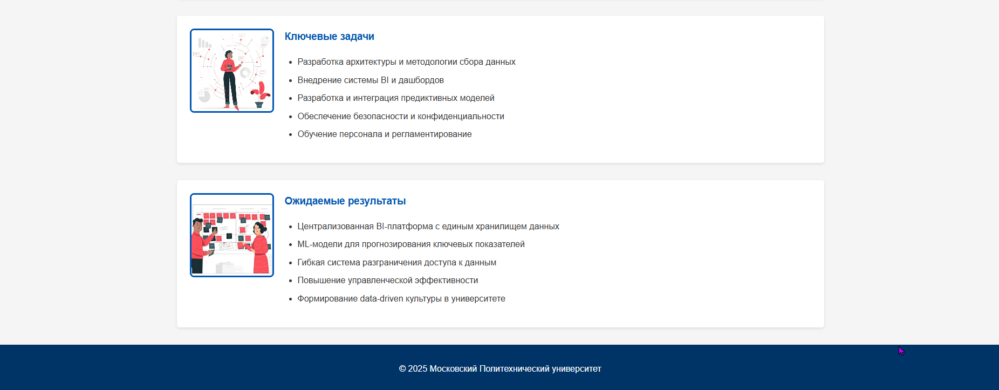 Ключевые задачи
Разработка архитектуры и методологии сбора данных
Внедрение системы BI и дашбордов
Разработка и интеграция предиктивных моделей
Обеспечение безопасности и конфиденциальности
Обучение персонала и регламентирование
Ожидаемые результаты
Централизованная BI-платформа с единым хранилищем данных
ML-модели для прогнозирования ключевых показателей
Гибкая система разграничения доступа к данным
Повышение управленческой эффективности
Формирование data-driven культуры в университете
© 2025 Московский Политехнический университет